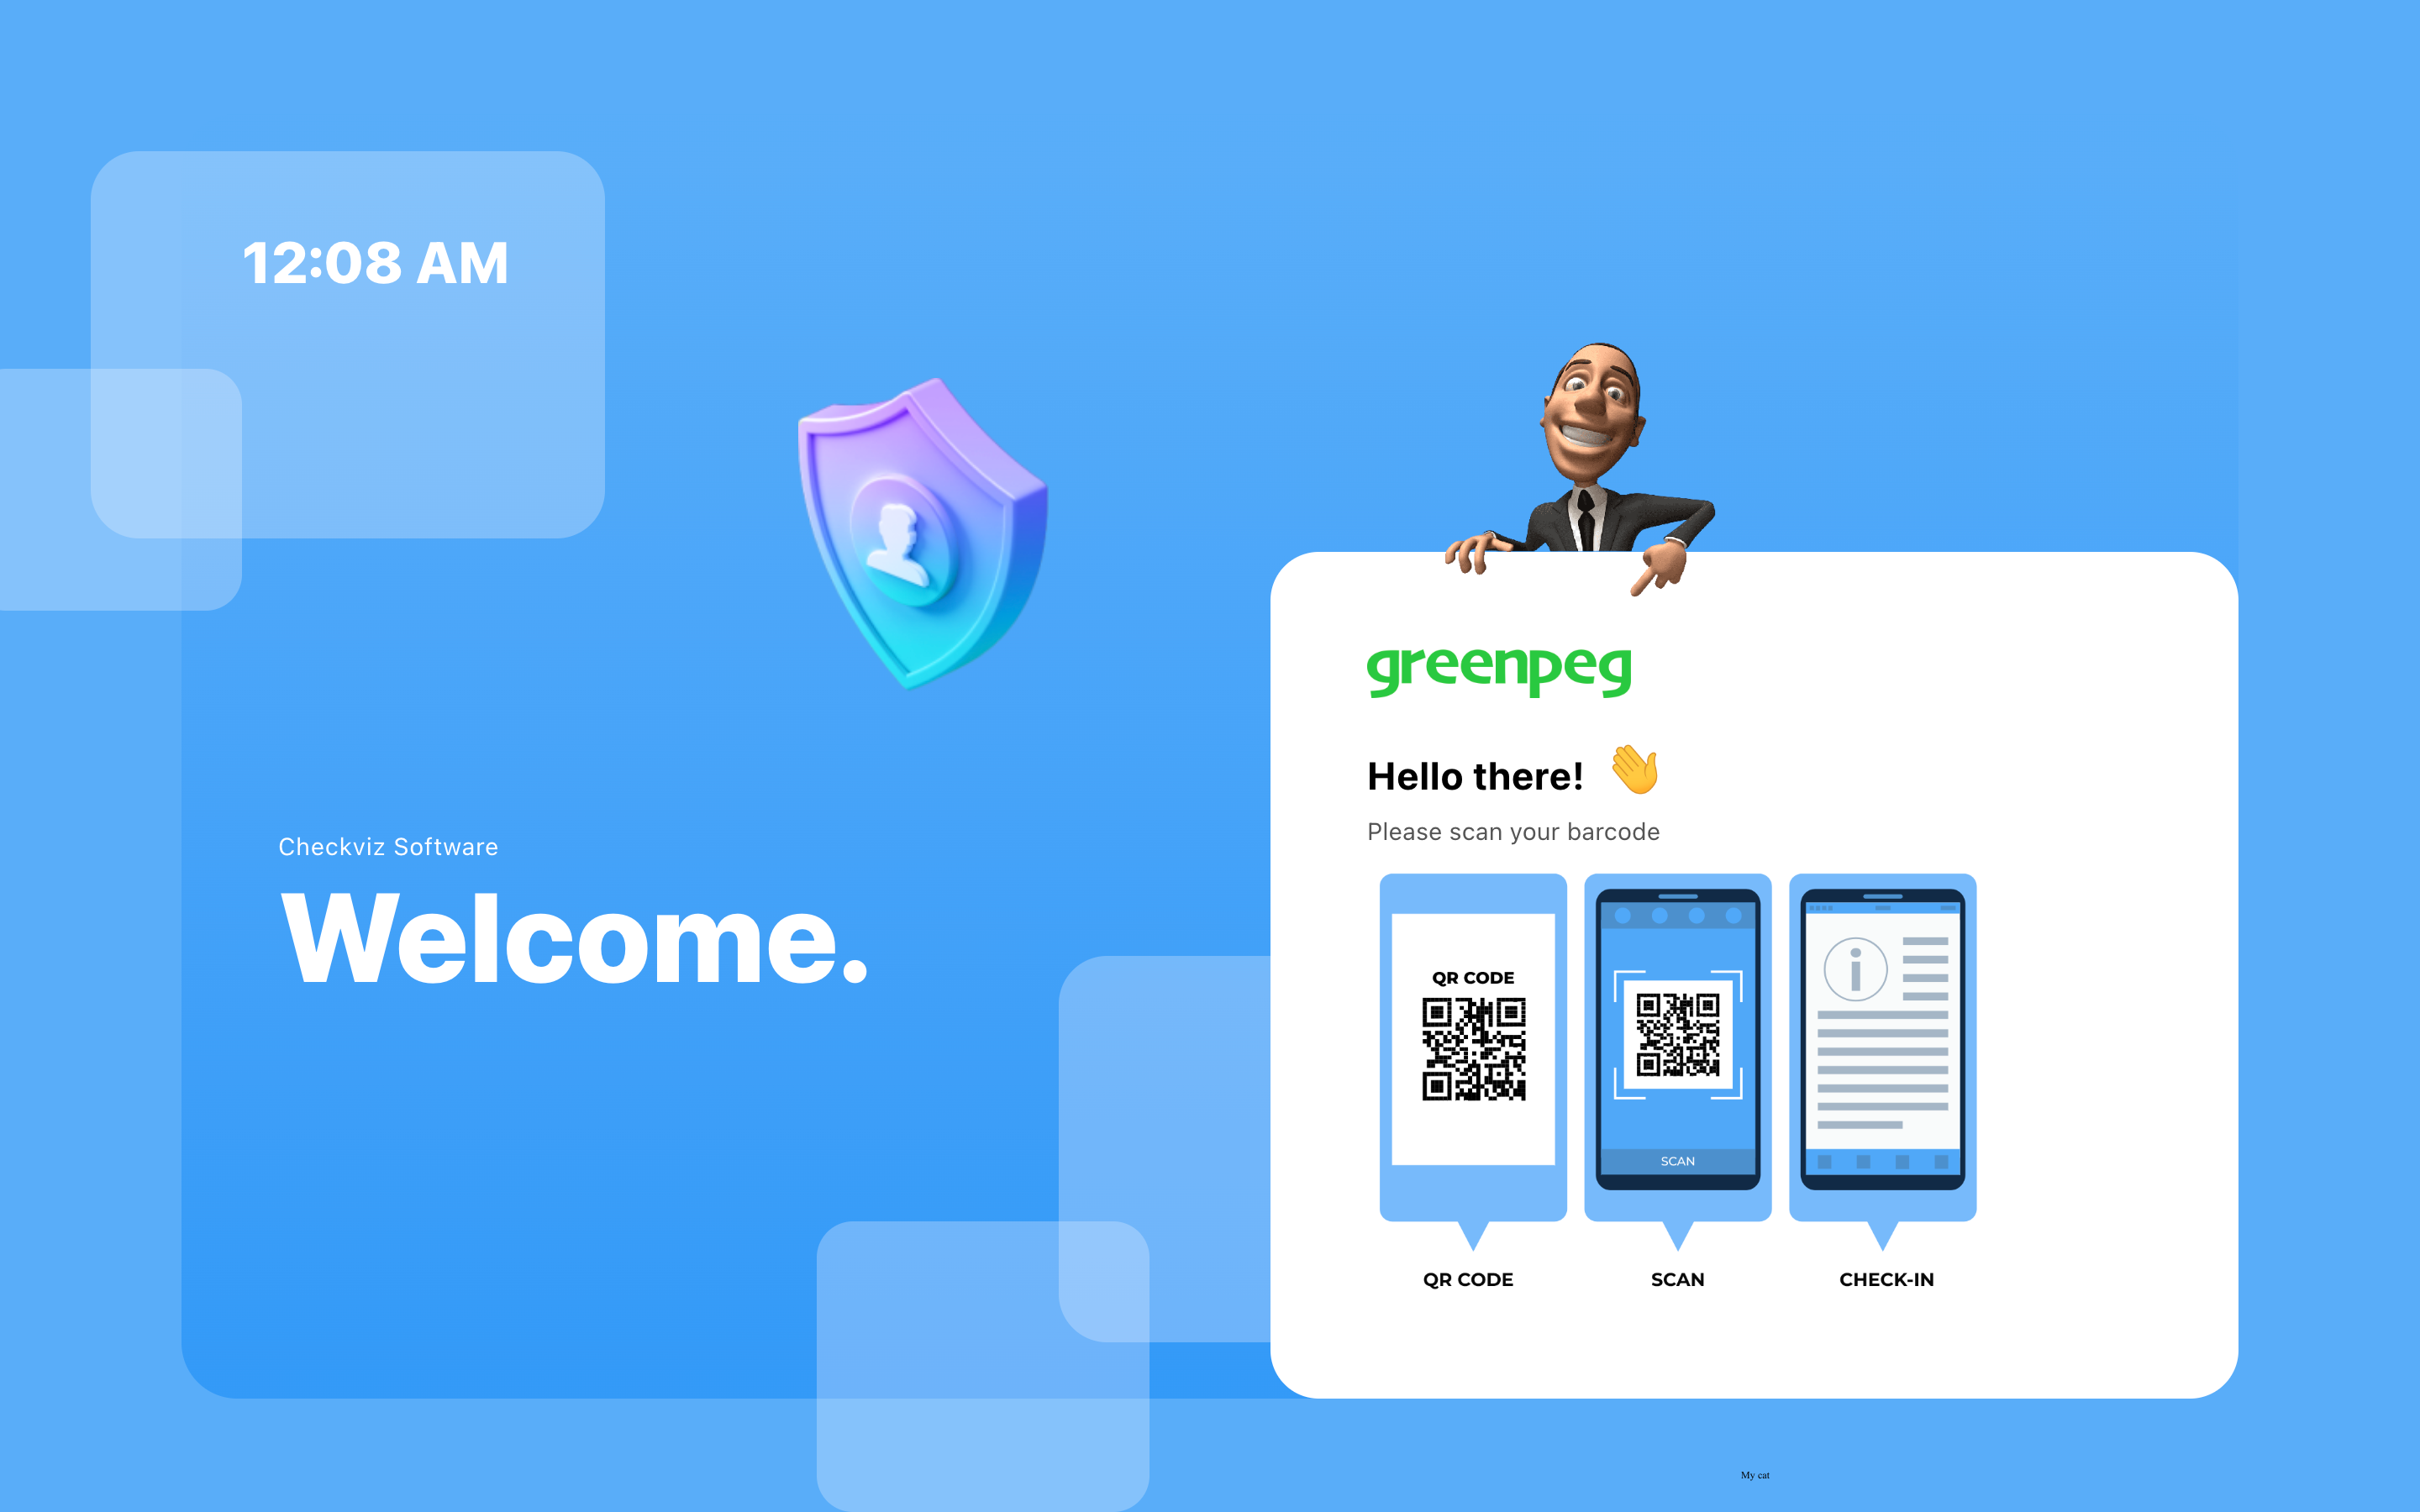 12:08 AM
Checkviz Software
Welcome.
greenpeg
Hello there! 👋
Please scan your barcode
QR CODE
SCAN
QR CODE
SCAN
CHECK-IN
My cat